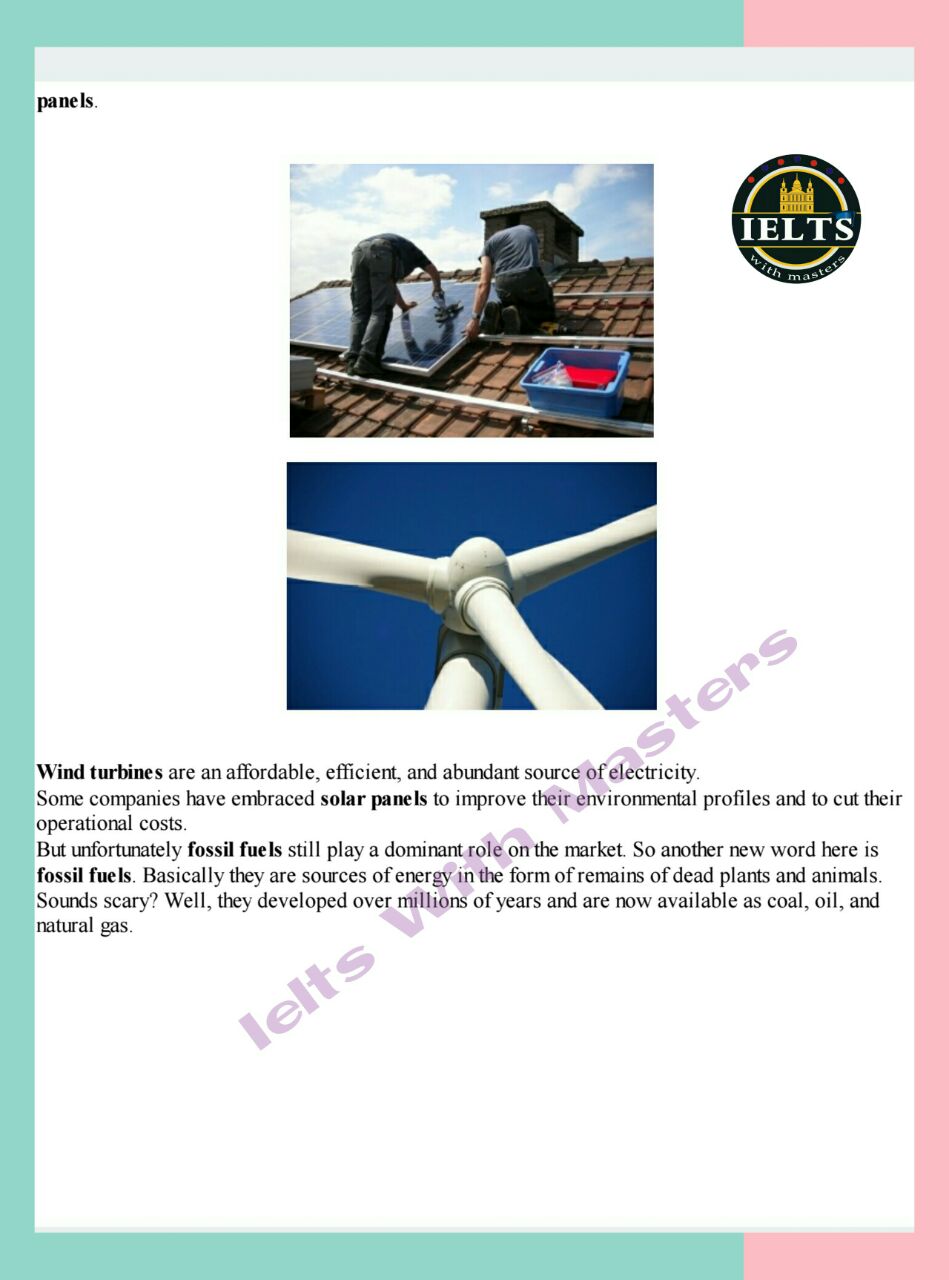 panels.
IELTS
with masters
Wind turbines are an affordable, efficient, and abundant source of electricity.
Some companies have embraced solar panels to improve their environmental profiles and to cut their
operational costs.
But unfortunately fossil fuels still play a dominant role on the market. So another new word here is
fossil fuels. Basically they are sources of energy in the form of remains of dead plants and animals.
Sounds scary? Well, they developed over millions of years and are now available as coal, oil, and
natural gas.
Ielts With Masters